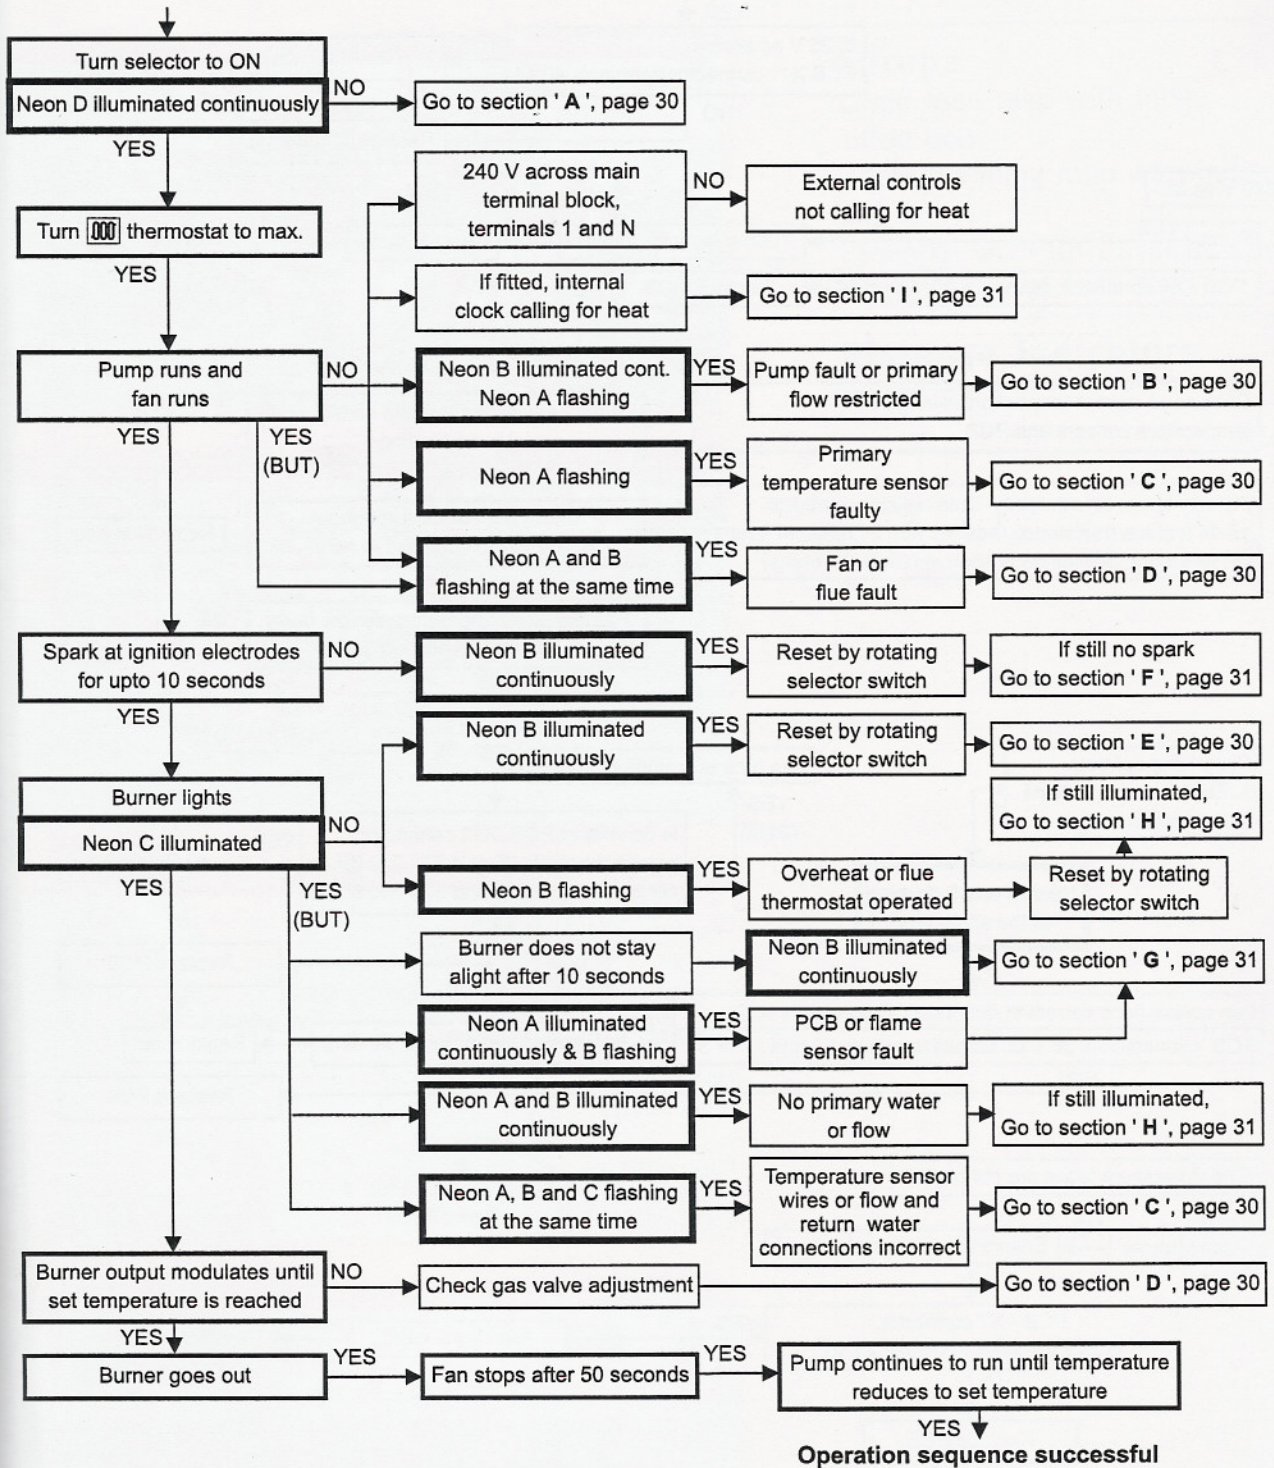 Turn selector to ON
Neon D illuminated continuously
NO
Go to section ' A ', page 30
YES
240 V across main
terminal block,
terminals 1 and N
NO
External controls
not calling for heat
Turn thermostat to max.
YES
If fitted, internal
clock calling for heat
Go to section ' I ', page 31
Pump runs and
fan runs
NO
Neon B illuminated cont.
Neon A flashing
YES
Pump fault or primary
flow restricted
Go to section ' B ', page 30
YES
YES
(BUT)
Neon A flashing
YES
Primary
temperature sensor
faulty
Go to section ' C ', page 30
Neon A and B
flashing at the same time
YES
Fan or
flue fault
Go to section ' D ', page 30
Spark at ignition electrodes
for upto 10 seconds
NO
Neon B illuminated
continuously
YES
Reset by rotating
selector switch
If still no spark
Go to section ' F ', page 31
YES
Neon B illuminated
continuously
YES
Reset by rotating
selector switch
Go to section ' E ', page 30
Burner lights
Neon C illuminated
NO
If still illuminated,
Go to section ' H ', page 31
YES
YES
(BUT)
Neon B flashing
YES
Overheat or flue
thermostat operated
Reset by rotating
selector switch
Burner does not stay
alight after 10 seconds
Neon B illuminated
continuously
Go to section ' G ', page 31
Neon A illuminated
continuously & B flashing
YES
PCB or flame
sensor fault
Neon A and B illuminated
continuously
YES
No primary water
or flow
If still illuminated,
Go to section ' H ', page 31
Neon A, B and C flashing
at the same time
YES
Temperature sensor
wires or flow and
return water
connections incorrect
Go to section ' C ', page 30
Burner output modulates until
set temperature is reached
NO
Check gas valve adjustment
Go to section ' D ', page 30
YES
Burner goes out
YES
Fan stops after 50 seconds
YES
Pump continues to run until temperature
reduces to set temperature
YES
Operation sequence successful